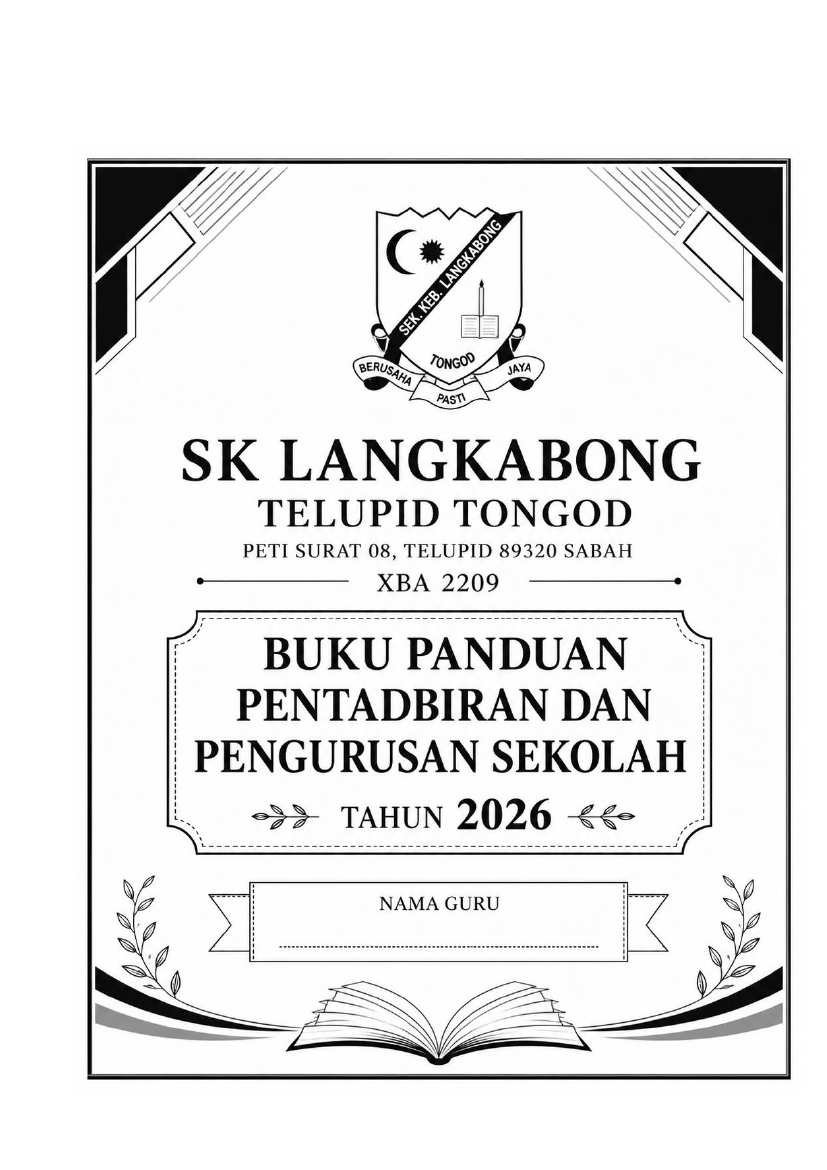 SEK. KEB. LANGKABONG
TONGOD
BERUSAHA
PASTI
JAYA
SK LANGKABONG
TELUPID TONGOD
PETI SURAT 08, TELUPID 89320 SABAH
XBA 2209
BUKU PANDUAN
PENTADBIRAN DAN
PENGURUSAN SEKOLAH
TAHUN 2026
NAMA GURU